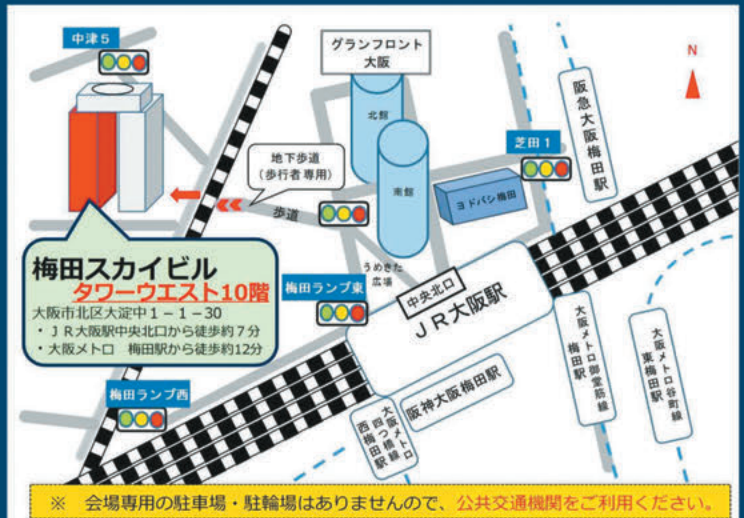 中津5
グランフロント
大阪
N
北館
阪急大阪梅田駅
芝田1
地下歩道
(歩行者専用)
南館
ヨドバシ梅田
歩道
梅田スカイビル
タワーウエスト10階
大阪市北区大淀中1-1-30
・JR大阪駅中央北口から徒歩約7分
・大阪メトロ 梅田駅から徒歩約12分
うめきた
広場
梅田ランプ東
中央北口
JR大阪駅
大阪メトロ御堂筋線
梅田駅
大阪メトロ谷町線
東梅田駅
阪神大阪梅田駅
大阪メトロ
四つ橋線
西梅田駅
梅田ランプ西
※ 会場専用の駐車場・駐輪場はありませんので、公共交通機関をご利用ください。